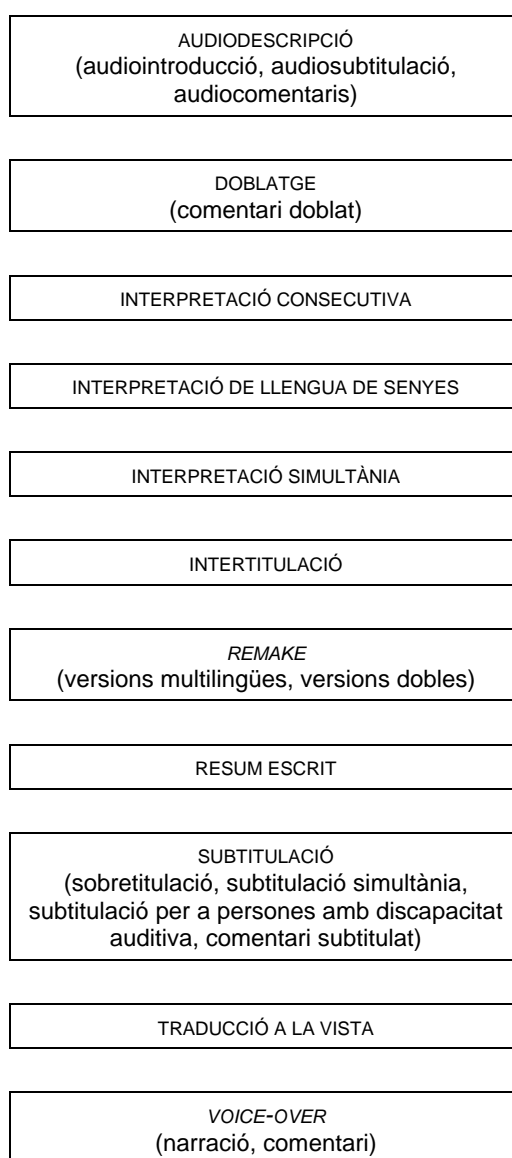 AUDIODESCRIPCIÓ
(audiointroducció, audiosubtitulació,
audiocomentaris)
DOBLATGE
(comentari doblat)
INTERPRETACIÓ CONSECUTIVA
INTERPRETACIÓ DE LLENGUA DE SENYES
INTERPRETACIÓ SIMULTÀNIA
INTERTITULACIÓ
REMAKE
(versions multilingües, versions dobles)
RESUM ESCRIT
SUBTITULACIÓ
(sobretitulació, subtitulació simultània,
subtitulació per a persones amb discapacitat
auditiva, comentari subtitulat)
TRADUCCIÓ A LA VISTA
VOICE-OVER
(narració, comentari)